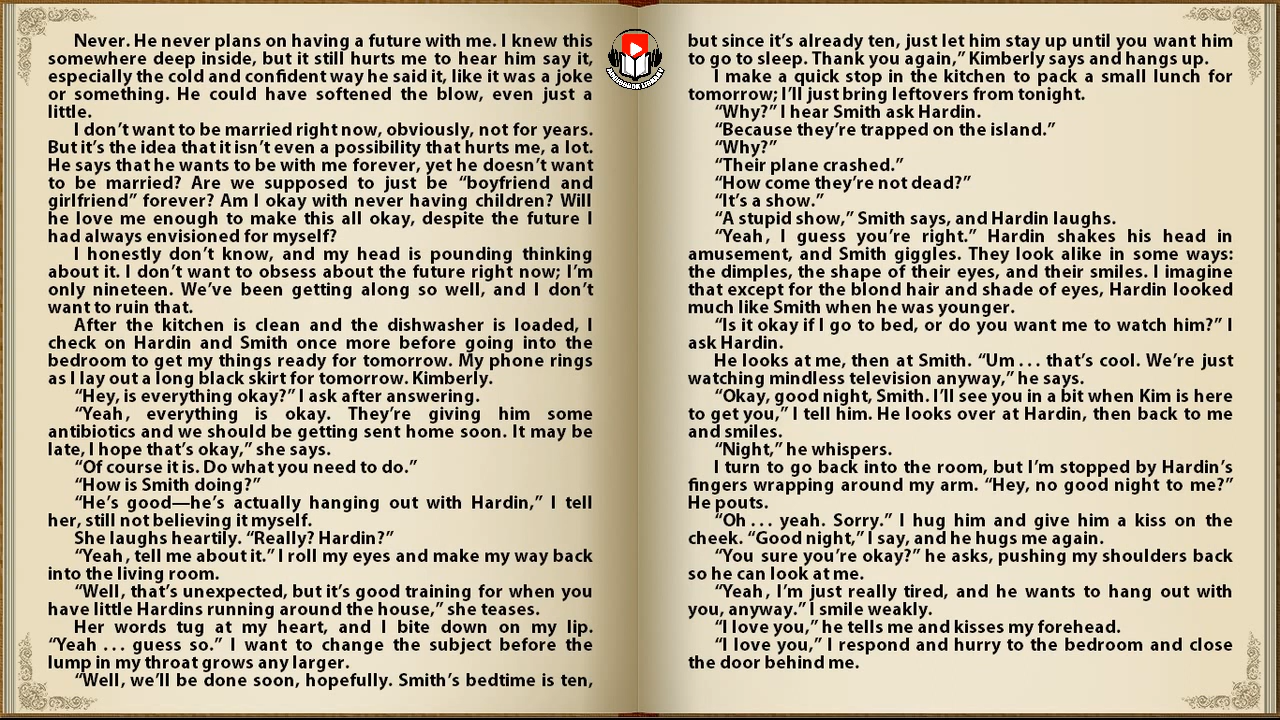 Never. He never plans on having a future with me. I knew this
somewhere deep inside, but it still hurts me to hear him say it,
especially the cold and confident way he said it, like it was a joke
or something. He could have softened the blow, even just a
little.
I don’t want to be married right now, obviously, not for years.
But it’s the idea that it isn’t even a possibility that hurts me, a lot.
He says that he wants to be with me forever, yet he doesn’t want
to be married? Are we supposed to just be “boyfriend and
girlfriend” forever? Am I okay with never having children? Will
he love me enough to make this all okay, despite the future I
had always envisioned for myself?
I honestly don’t know, and my head is pounding thinking
about it. I don’t want to obsess about the future right now; I’m
only nineteen. We’ve been getting along so well, and I don’t
want to ruin that.
After the kitchen is clean and the dishwasher is loaded, I
check on Hardin and Smith once more before going into the
bedroom to get my things ready for tomorrow. My phone rings
as I lay out a long black skirt for tomorrow. Kimberly.
“Hey, is everything okay?” I ask after answering.
“Yeah, everything is okay. They’re giving him some
antibiotics and we should be getting sent home soon. It may be
late, I hope that’s okay,” she says.
“Of course it is. Do what you need to do.”
“How is Smith doing?”
“He’s good—he’s actually hanging out with Hardin,” I tell
her, still not believing it myself.
She laughs heartily. “Really? Hardin?”
“Yeah, tell me about it.” I roll my eyes and make my way back
into the living room.
“Well, that’s unexpected, but it’s good training for when you
have little Hardins running around the house,” she teases.
Her words tug at my heart, and I bite down on my lip.
“Yeah . . . guess so.” I want to change the subject before the
lump in my throat grows any larger.
“Well, we’ll be done soon, hopefully. Smith’s bedtime is ten,
but since it’s already ten, just let him stay up until you want him
to go to sleep. Thank you again,” Kimberly says and hangs up.
I make a quick stop in the kitchen to pack a small lunch for
tomorrow; I’ll just bring leftovers from tonight.
“Why?” I hear Smith ask Hardin.
“Because they’re trapped on the island.”
“Why?”
“Their plane crashed.”
“How come they’re not dead?”
“It’s a show.”
“A stupid show,” Smith says, and Hardin laughs.
“Yeah, I guess you’re right.” Hardin shakes his head in
amusement, and Smith giggles. They look alike in some ways:
the dimples, the shape of their eyes, and their smiles. I imagine
that except for the blond hair and shade of eyes, Hardin looked
much like Smith when he was younger.
“Is it okay if I go to bed, or do you want me to watch him?” I
ask Hardin.
He looks at me, then at Smith. “Um . . . that’s cool. We’re just
watching mindless television anyway,” he says.
“Okay, good night, Smith. I’ll see you in a bit when Kim is here
to get you,” I tell him. He looks over at Hardin, then back to me
and smiles.
“Night,” he whispers.
I turn to go back into the room, but I’m stopped by Hardin’s
fingers wrapping around my arm. “Hey, no good night to me?”
He pouts.
“Oh . . . yeah. Sorry.” I hug him and give him a kiss on the
cheek. “Good night,” I say, and he hugs me again.
“You sure you’re okay?” he asks, pushing my shoulders back
so he can look at me.
“Yeah, I’m just really tired, and he wants to hang out with
you, anyway.” I smile weakly.
“I love you,” he tells me and kisses my forehead.
“I love you,” I respond and hurry to the bedroom and close
the door behind me.